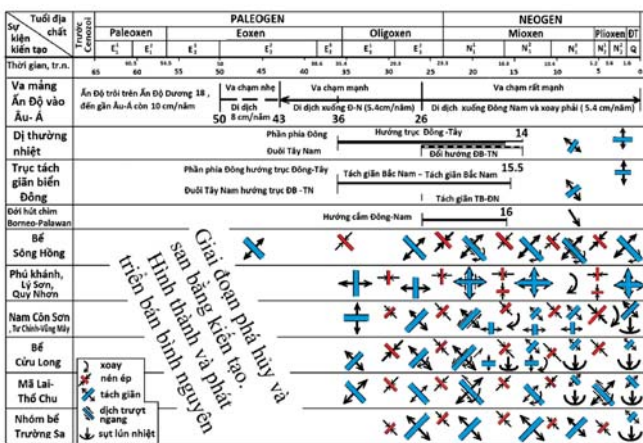 Tuổi địa chất
Sự kiện kiến tạo
Trước Cenozoi
PALEOGEN
NEOGEN
Paleoxen
Eoxen
Oligoxen
Mioxen
Plioxen
ĐT
Q
Thời gian, tr.n.
65
60
55
50
45
40
35
30
25
20
15
10
5
0
Va mảng Ấn Độ vào Âu- Á
Ấn Độ trôi trên Ấn Độ Dương 18 , đến gần Âu-Á còn 10 cm/năm
Va chạm nhẹ
Di dịch 8 cm/năm
50
43
Va chạm mạnh
Di dịch xuống Đ-N (5.4cm/năm)
36
26
Va chạm rất mạnh
Di dịch xuống Đông Nam và xoay phải ( 5.4 cm/năm)
Dị thường nhiệt
Phần phía Đông
Đuôi Tây Nam
Hướng trục Đông -Tây
14
Đổi hướng ĐB-TN
Trục tách giãn biển Đông
Phần phía Đông hướng trục Đông-Tây
Đuôi Tây Nam hướng trục ĐB -TN
Tách giãn Bắc Nam – Tách giãn Bắc Nam
15.5
Tách giãn TB-ĐN
Đới hút chìm Borneo-Palawan
Hướng cắm Đông-Nam
16
Bể Sông Hồng
Phú khánh, Lý Sơn, Quy Nhơn
Nam Côn Sơn , Tư Chính-Vũng Mây
Bể Cửu Long
Mã Lai- Thổ Chu
Nhóm bể Trường Sa
Giai đoạn phá hủy và
san bằng kiến tạo.
Hình thành và phát
triển bán bình nguyên
xoay
nén ép
tách giãn
dịch trượt ngang
sụt lún nhiệt